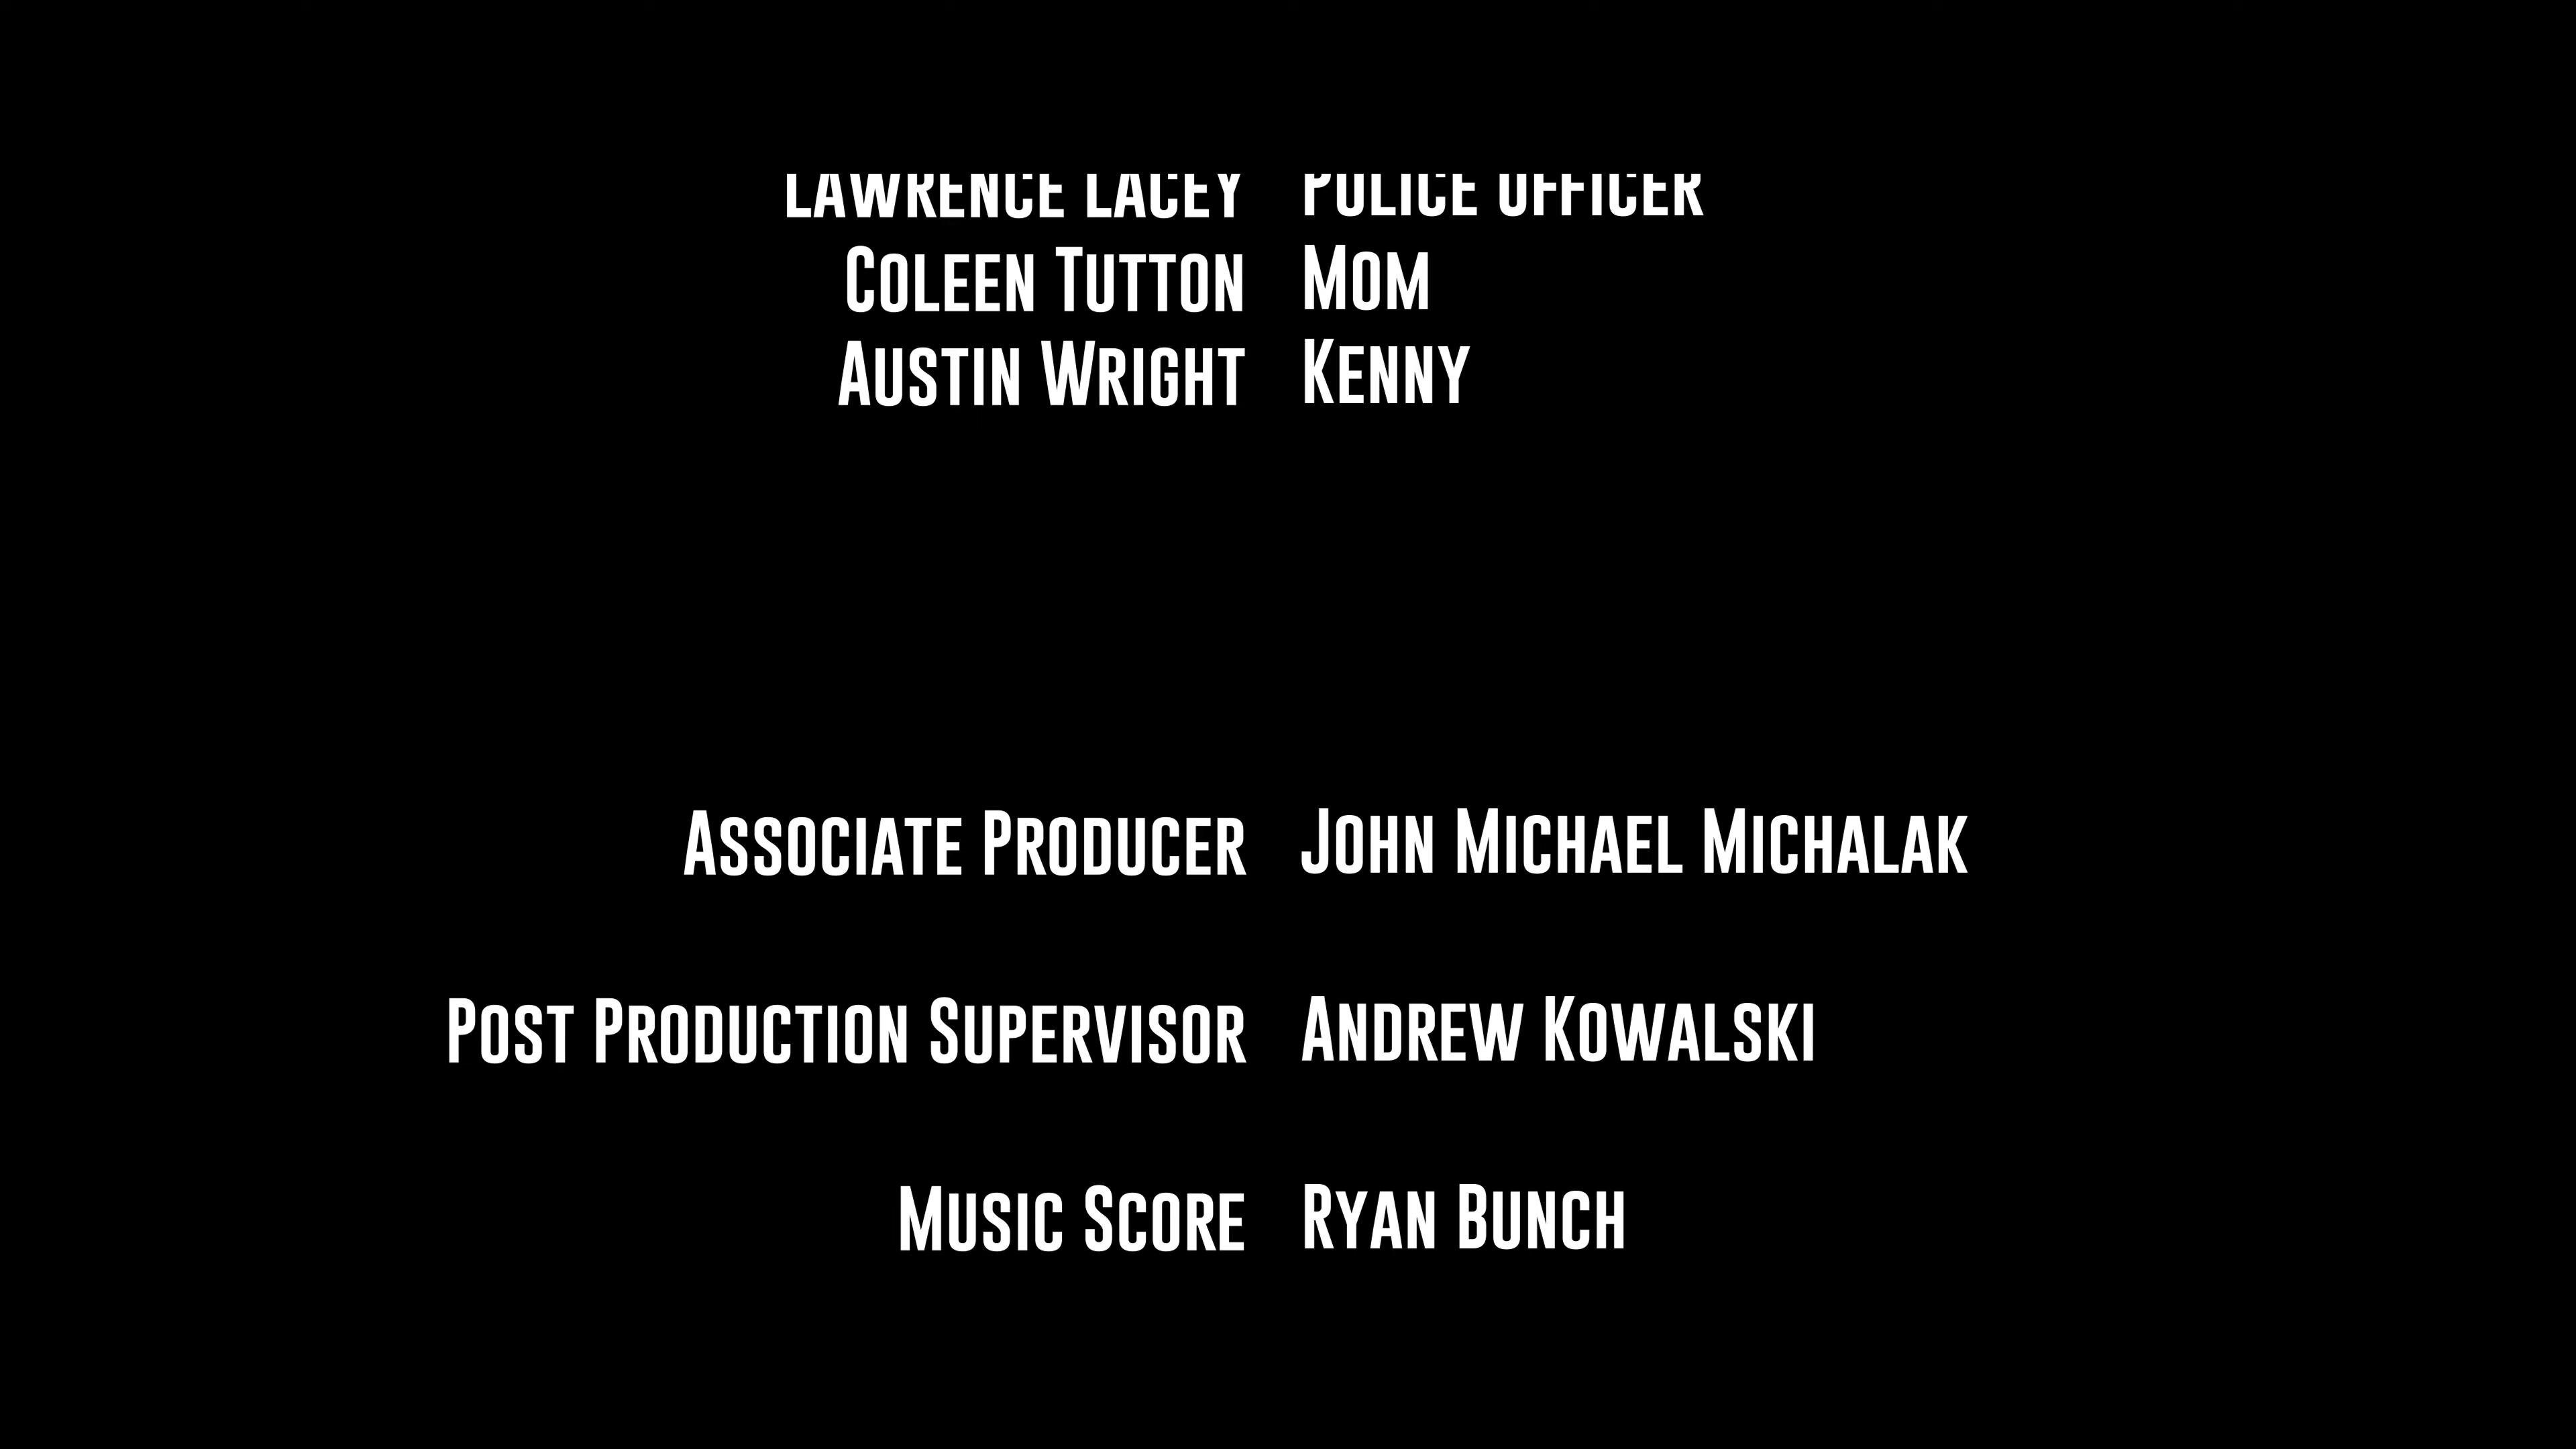 Lawrence Lacey Police Officer
Coleen Tutton Mom
Austin Wright Kenny
Associate Producer John Michael Michalak
Post Production Supervisor Andrew Kowalski
Music Score Ryan Bunch